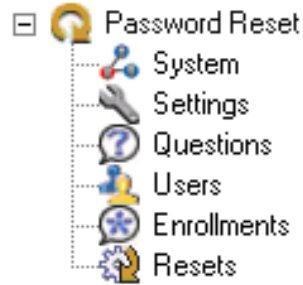 Password Reset
System
Settings
Questions
Users
Enrollments
Resets